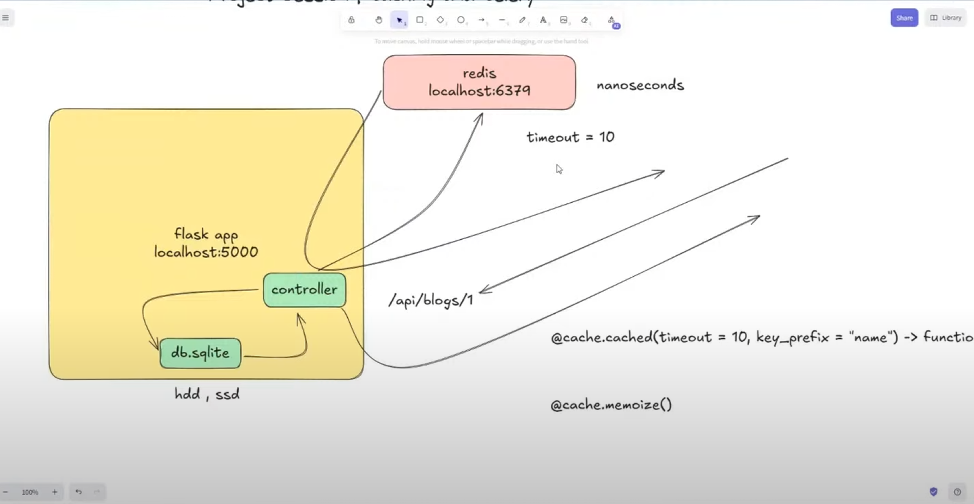 Share
Library
To move canvas, hold mouse wheel or spacebar while dragging, or use the hand tool
redis
localhost:6379
nanoseconds
timeout = 10
flask app
localhost:5000
controller
/api/blogs/1
@cache.cached(timeout = 10, key_prefix = "name") -> functio
db.sqlite
hdd , ssd
@cache.memoize()
100%